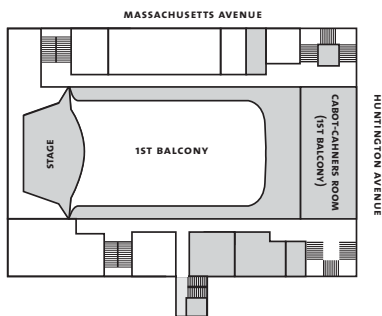 MASSACHUSETTS AVENUE
STAGE
1ST BALCONY
CABOT-CAHNERS ROOM
(1ST BALCONY)
HUNTINGTON AVENUE